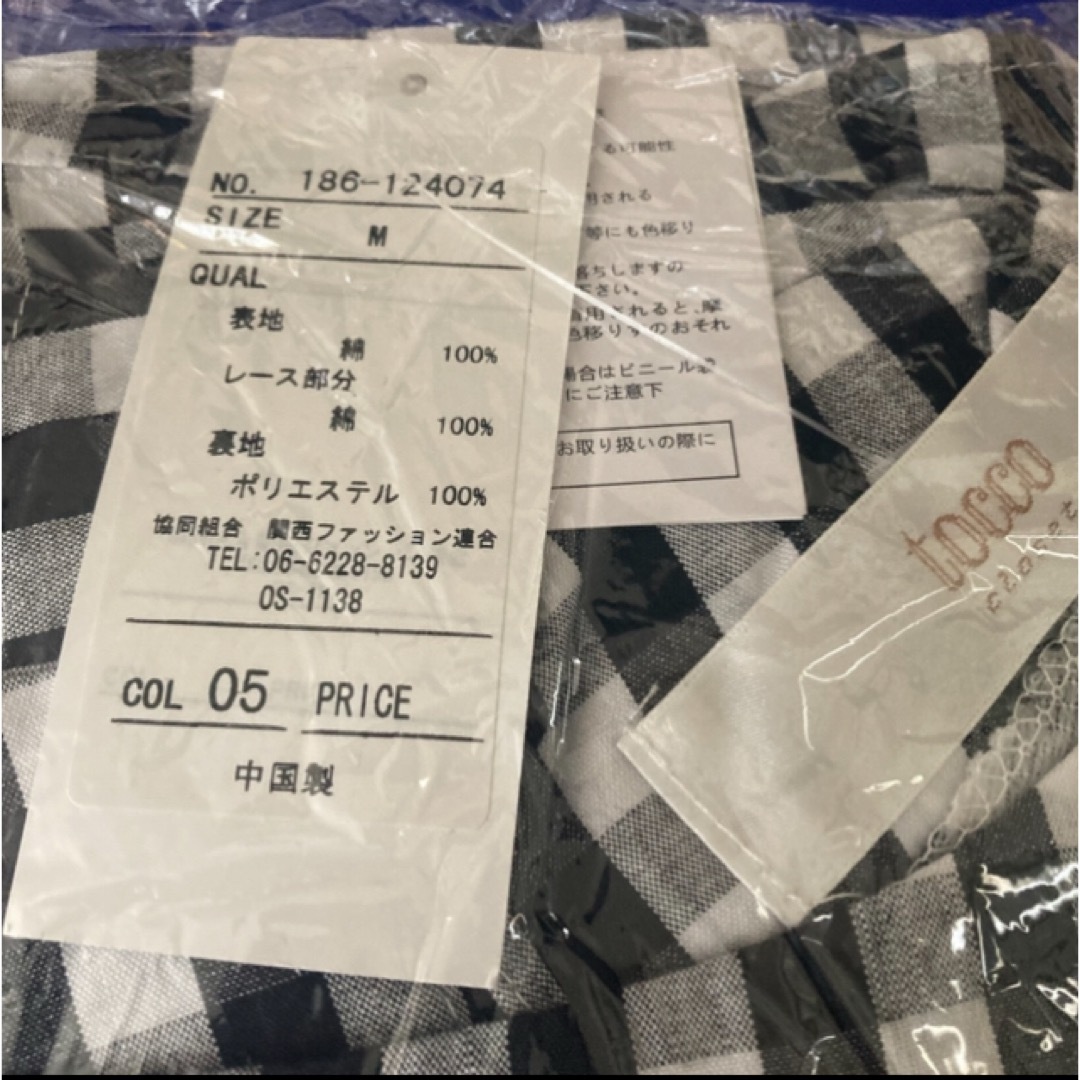 NO. 186-124074
SIZE M
QUAL
表地
綿 100%
レース部分
綿 100%
裏地
ポリエステル 100%
協同組合 関西ファッション連合
TEL:06-6228-8139
OS-1138
COL 05 PRICE
中国製
る可能性
用される
等にも色移り
落ちしますの
下さい。
着用されると、摩
色移りすのおそれ
場合はビニール袋
にご注意下
お取り扱いの際に
tocco
closet